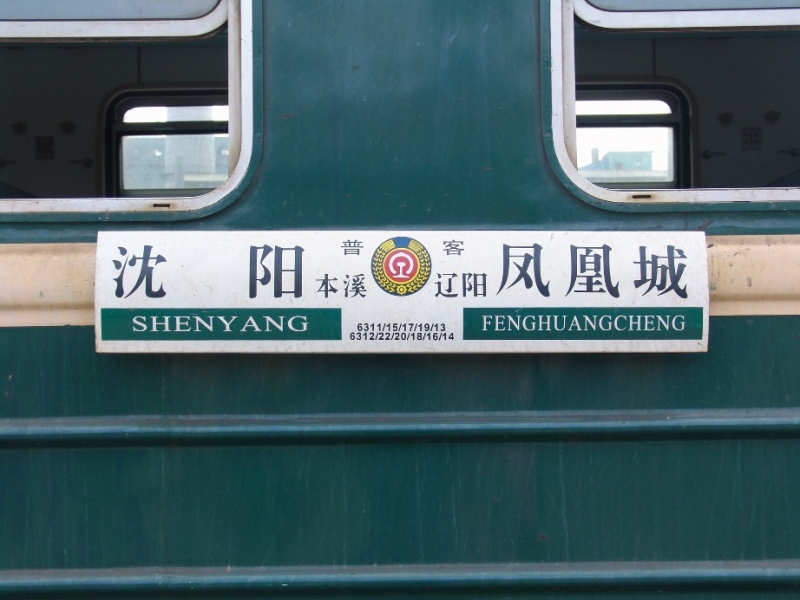 普 客
沈 阳 本溪 辽阳 凤凰城
SHENYANG
6311/15/17/19/13
6312/22/20/18/16/14
FENGHUANGCHENG